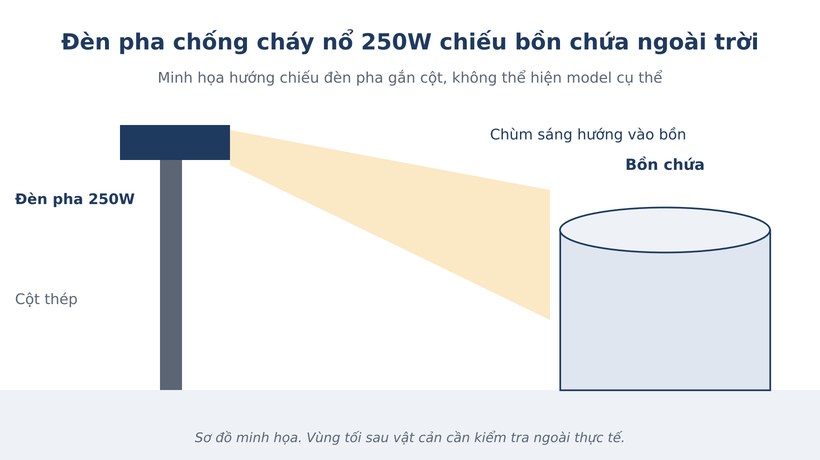 Đèn pha chống cháy nổ 250W chiếu bồn chứa ngoài trời
Minh họa hướng chiếu đèn pha gắn cột, không thể hiện model cụ thể
Chùm sáng hướng vào bồn
Bồn chứa
Đèn pha 250W
Cột thép
Sơ đồ minh họa. Vùng tối sau vật cản cần kiểm tra ngoài thực tế.